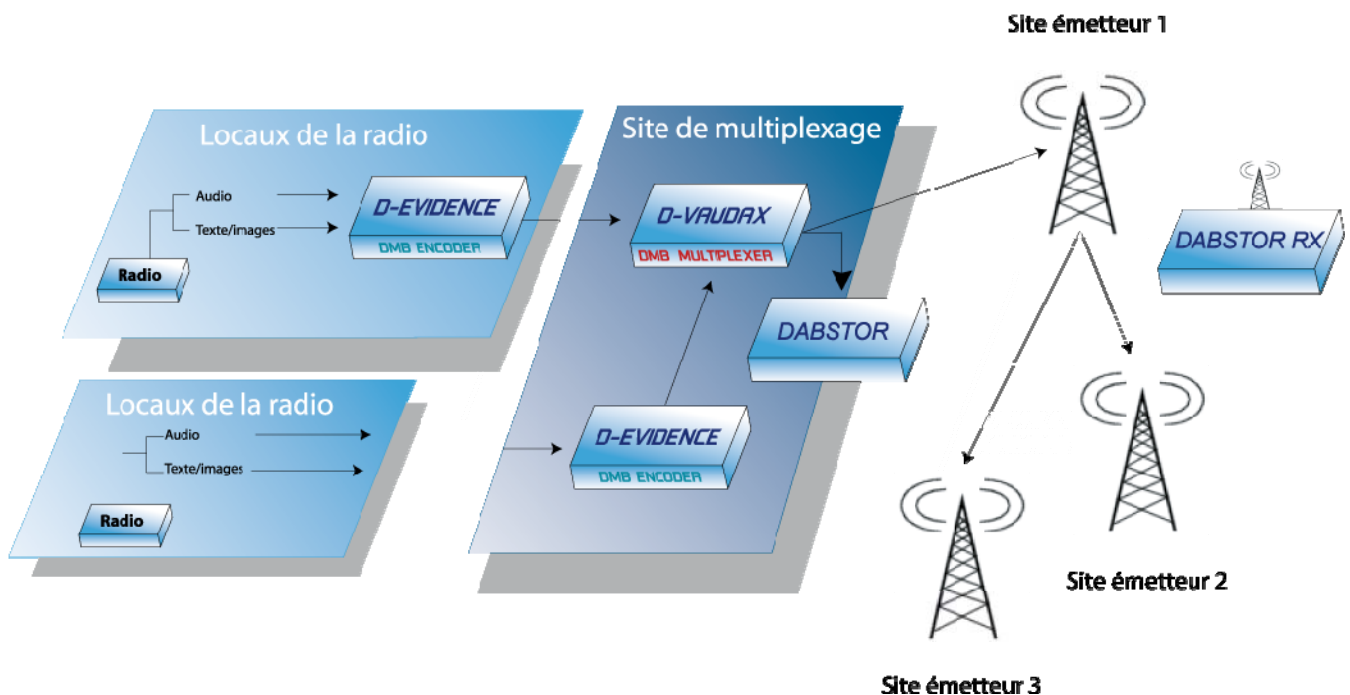 Site émetteur 1
Locaux de la radio
Audio
Texte/images
Radio
D-EVIDENCE
DMB ENCODER
Site de multiplexage
D-VAUDAX
DMB MULTIPLEXER
DABSTOR
D-EVIDENCE
DMB ENCODER
DABSTOR RX
Locaux de la radio
Audio
Texte/images
Radio
Site émetteur 2
Site émetteur 3